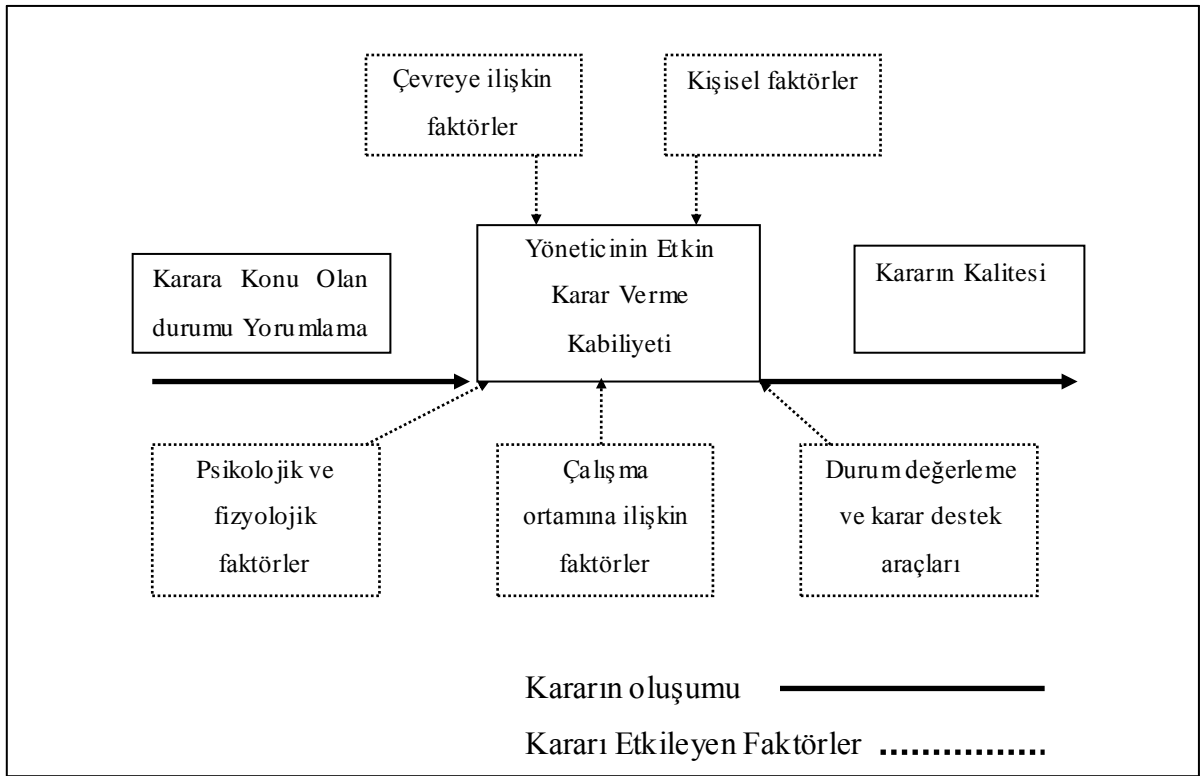 Çevreye ilişkin
faktörler
Kişisel faktörler
Karara Konu Olan
durumu Yorumlama
Yöneticinin Etkin
Karar Verme
Kabiliyeti
Kararın Kalitesi
Psikolojik ve
fizyolojik
faktörler
Çalışma
ortamına ilişkin
faktörler
Durum değerleme
ve karar destek
araçları
Kararın oluşumu
Kararı Etkileyen Faktörler